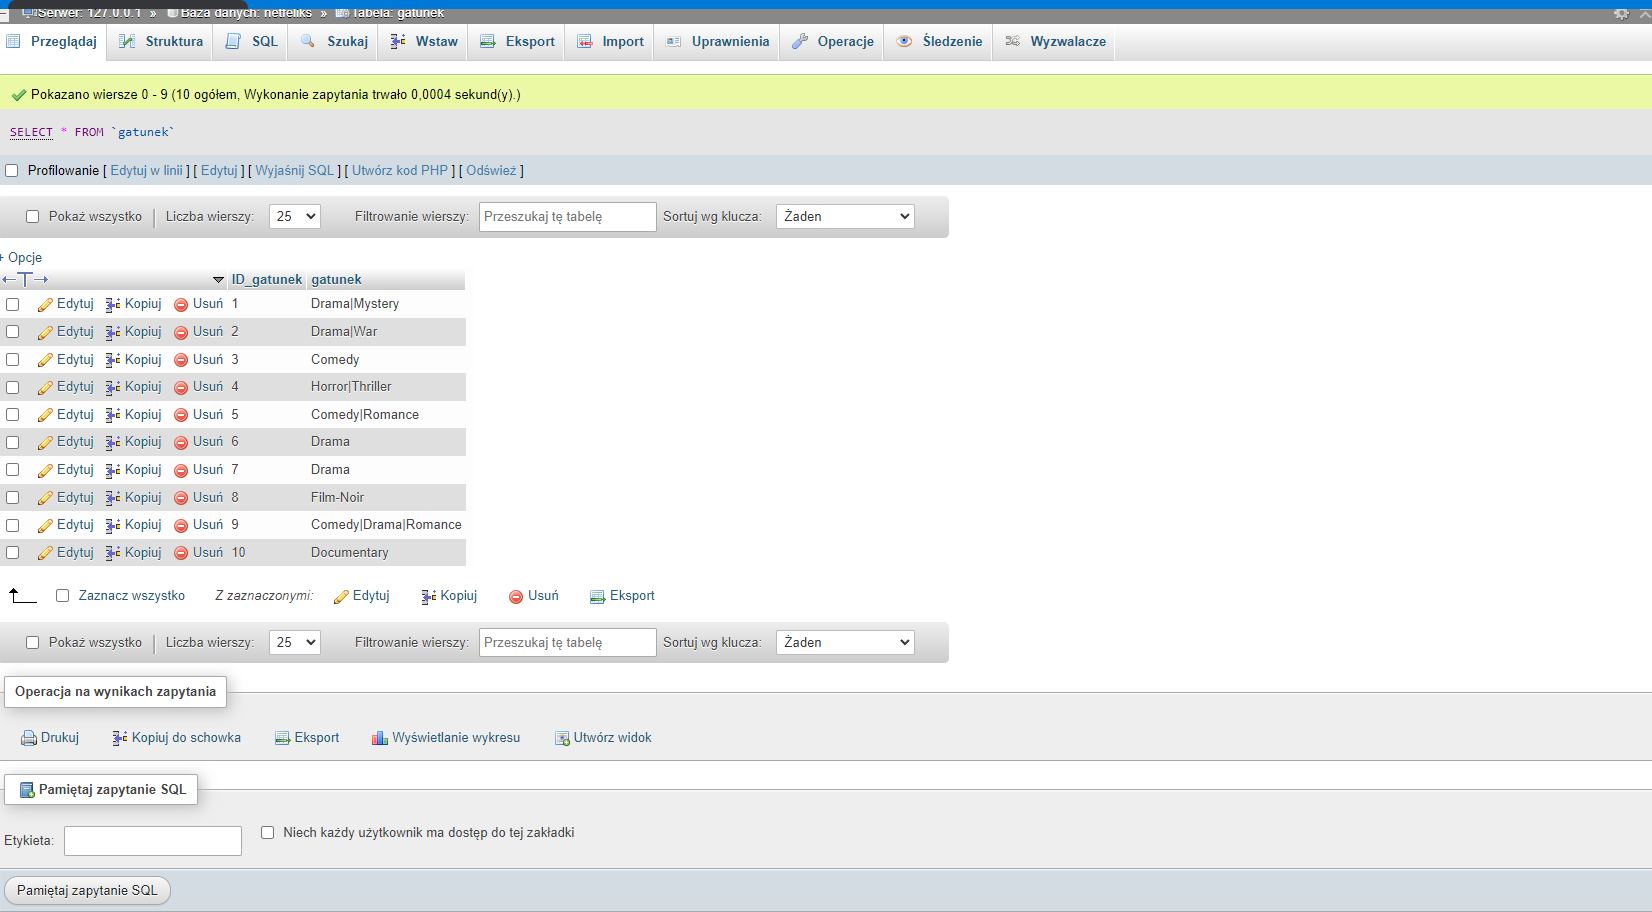 Serwer: 127.0.0.1 » Baza danych: netfeliks » Tabela: gatunek
Przeglądaj Struktura SQL Szukaj Wstaw Eksport Import Uprawnienia Operacje Śledzenie Wyzwalacze
Pokazano wiersze 0 - 9 (10 ogółem, Wykonanie zapytania trwało 0,0004 sekund(y).)
SELECT * FROM `gatunek`
Profilowanie [ Edytuj w linii ] [ Edytuj ] [ Wyjaśnij SQL ] [ Utwórz kod PHP ] [ Odśwież ]
Pokaż wszystko | Liczba wierszy: 25 Filtrowanie wierszy: Przeszukaj tę tabelę Sortuj wg klucza: Żaden
+ Opcje
←T→ ID_gatunek gatunek
Edytuj Kopiuj Usuń 1 Drama|Mystery
Edytuj Kopiuj Usuń 2 Drama|War
Edytuj Kopiuj Usuń 3 Comedy
Edytuj Kopiuj Usuń 4 Horror|Thriller
Edytuj Kopiuj Usuń 5 Comedy|Romance
Edytuj Kopiuj Usuń 6 Drama
Edytuj Kopiuj Usuń 7 Drama
Edytuj Kopiuj Usuń 8 Film-Noir
Edytuj Kopiuj Usuń 9 Comedy|Drama|Romance
Edytuj Kopiuj Usuń 10 Documentary
Zaznacz wszystko Z zaznaczonymi: Edytuj Kopiuj Usuń Eksport
Pokaż wszystko | Liczba wierszy: 25 Filtrowanie wierszy: Przeszukaj tę tabelę Sortuj wg klucza: Żaden
Operacja na wynikach zapytania
Drukuj Kopiuj do schowka Eksport Wyświetlanie wykresu Utwórz widok
Pamiętaj zapytanie SQL
Etykieta: Niech każdy użytkownik ma dostęp do tej zakładki
Pamiętaj zapytanie SQL